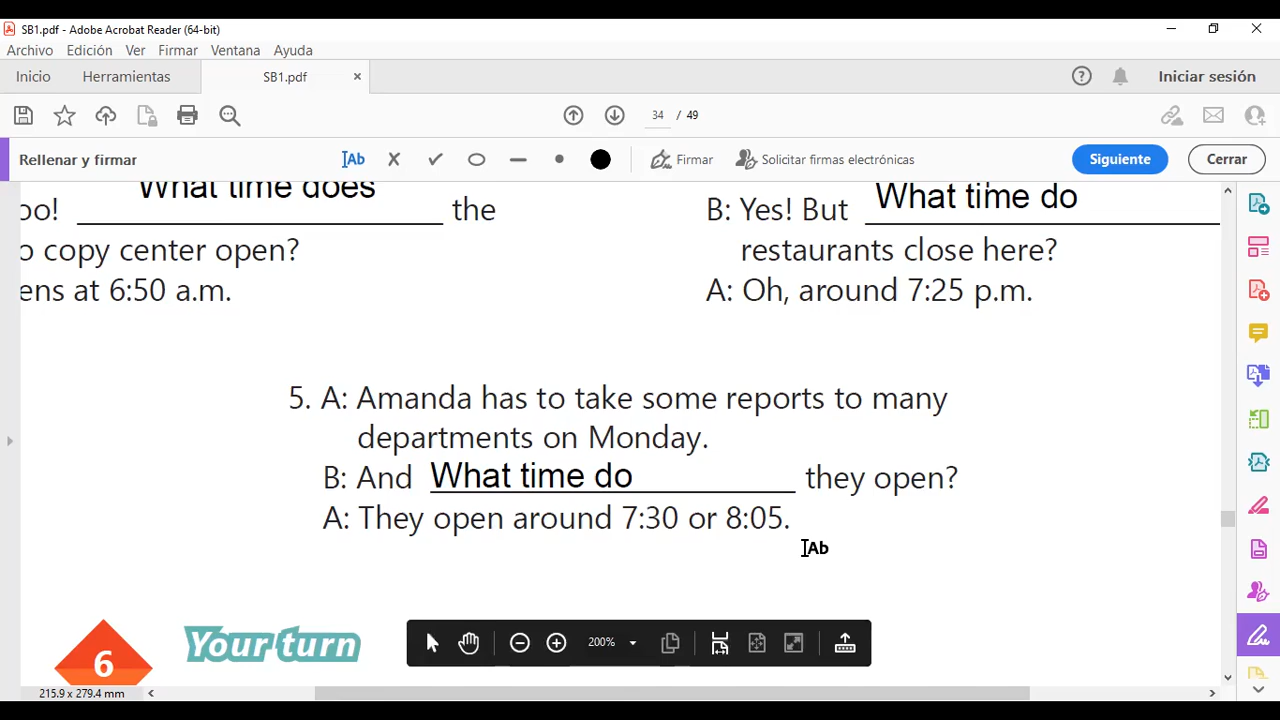 SB1.pdf - Adobe Acrobat Reader (64-bit)
Archivo Edición Ver Firmar Ventana Ayuda
Inicio Herramientas SB1.pdf × Iniciar sesión
34 / 49
Rellenar y firmar Ab Firmar Solicitar firmas electrónicas Siguiente Cerrar
What time does
oo! the
o copy center open?
ens at 6:50 a.m.
What time do
B: Yes! But
restaurants close here?
A: Oh, around 7:25 p.m.
5. A: Amanda has to take some reports to many
departments on Monday.
B: And What time do they open?
A: They open around 7:30 or 8:05.
Ab
6 Your turn
200%
215.9 x 279.4 mm